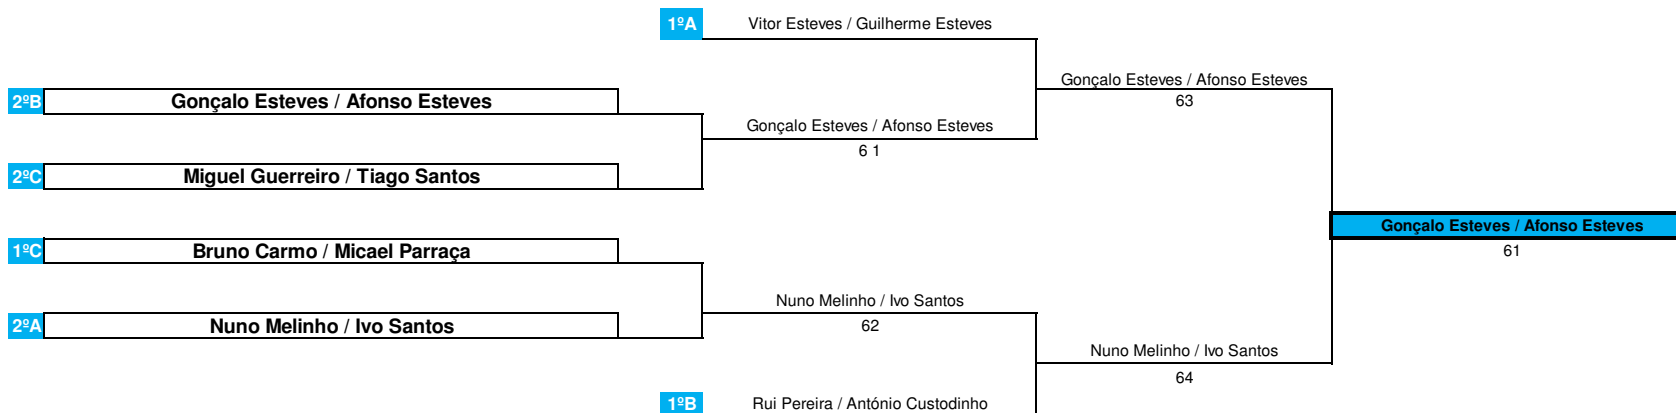 1ºA Vitor Esteves / Guilherme Esteves
Gonçalo Esteves / Afonso Esteves
63
2ºB Gonçalo Esteves / Afonso Esteves
Gonçalo Esteves / Afonso Esteves
6 1
2ºC Miguel Guerreiro / Tiago Santos
Gonçalo Esteves / Afonso Esteves
61
1ºC Bruno Carmo / Micael Parraça
Nuno Melinho / Ivo Santos
62
2ºA Nuno Melinho / Ivo Santos
Nuno Melinho / Ivo Santos
64
1ºB Rui Pereira / António Custodinho